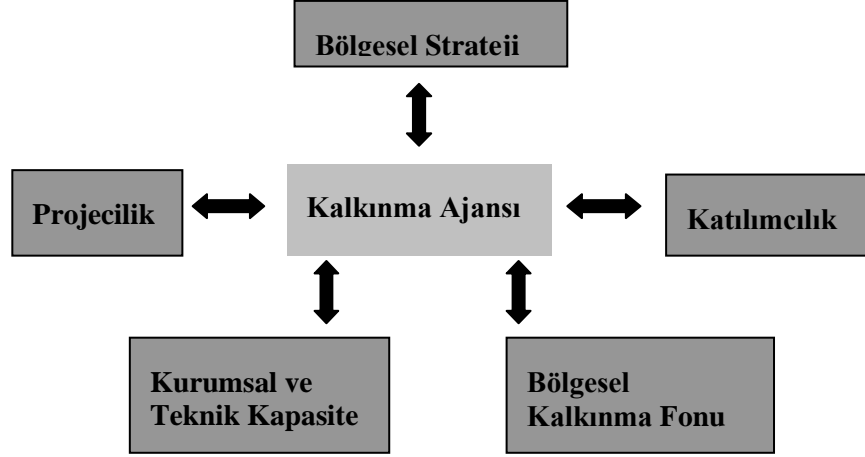 Bölgesel Strateji
Projecilik
Kalkınma Ajansı
Katılımcılık
Kurumsal ve
Teknik Kapasite
Bölgesel
Kalkınma Fonu